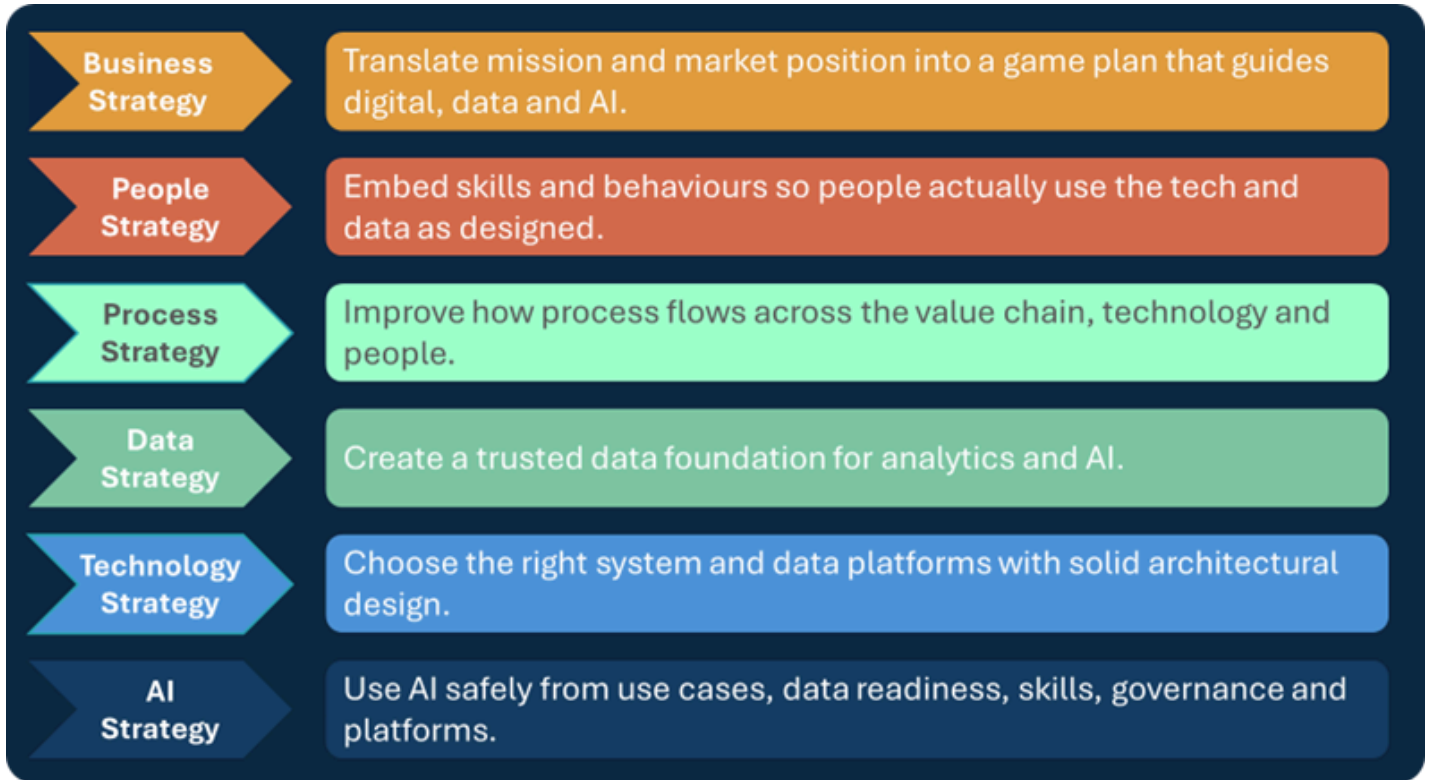 Business
Strategy
Translate mission and market position into a game plan that guides
digital, data and AI.
People
Strategy
Embed skills and behaviours so people actually use the tech and
data as designed.
Process
Strategy
Improve how process flows across the value chain, technology and
people.
Data
Strategy
Create a trusted data foundation for analytics and AI.
Technology
Strategy
Choose the right system and data platforms with solid architectural
design.
AI
Strategy
Use AI safely from use cases, data readiness, skills, governance and
platforms.